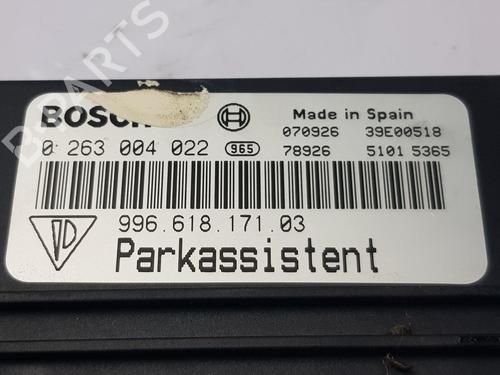 B-PARTS
BOSCH
Made in Spain
070926 39E00518
0 263 004 022 965 78926 5101 5365
996.618.171.03
Parkassistent